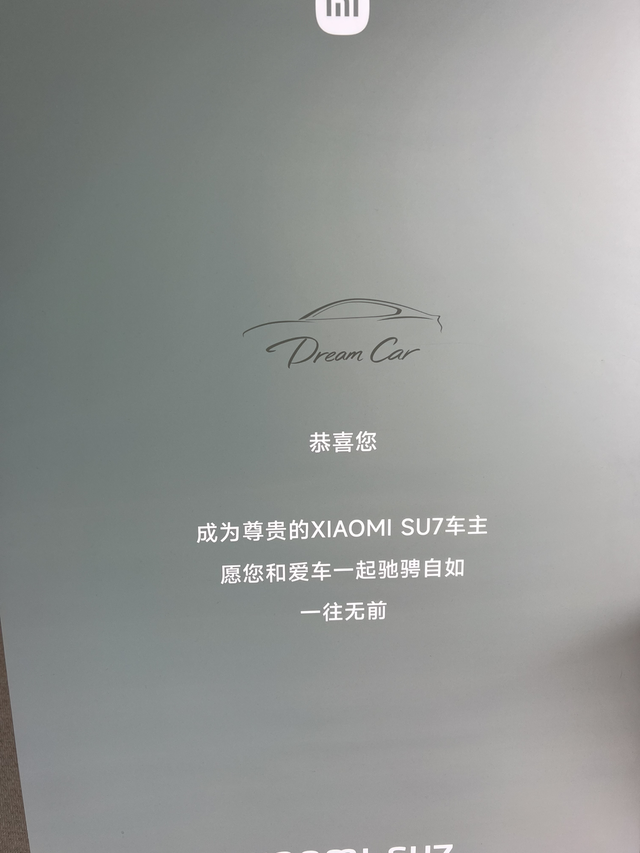 Dream Car
恭喜您
成为尊贵的XIAOMI SU7车主
愿您和爱车一起驰骋自如
一往无前
SU7